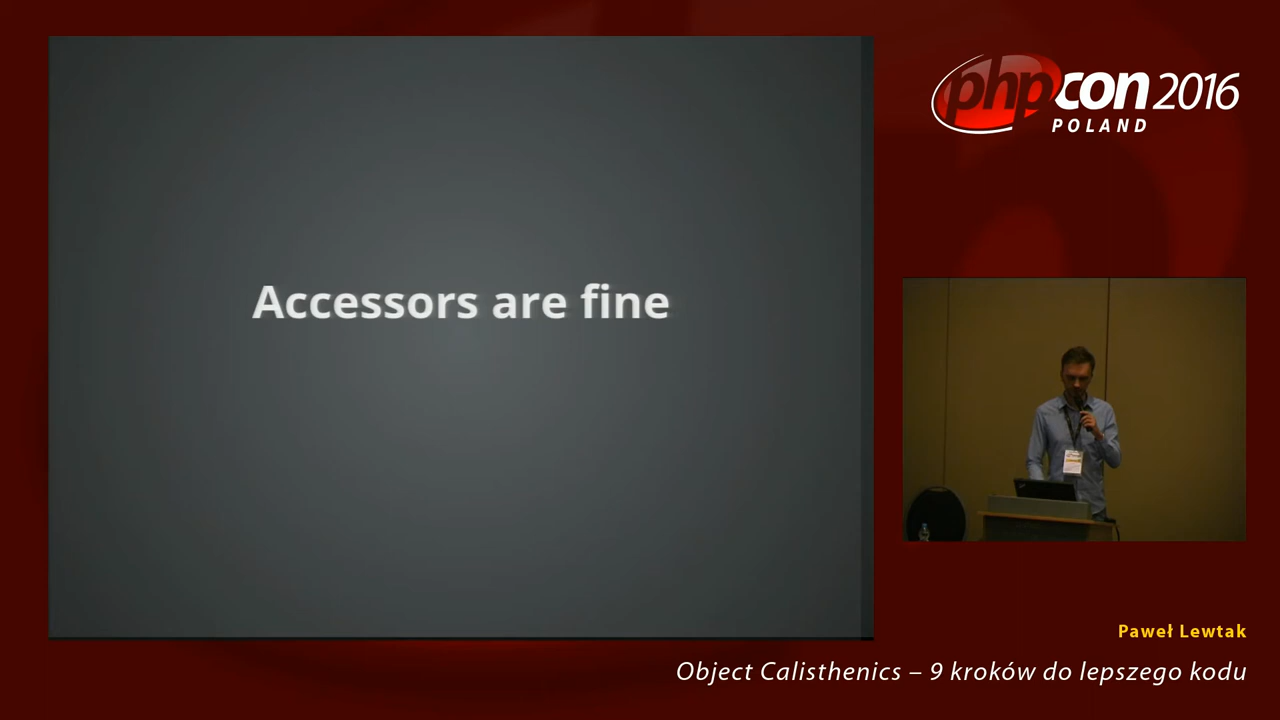 Accessors are fine
phpcon 2016
POLAND
Paweł Lewtak
Object Calisthenics – 9 kroków do lepszego kodu